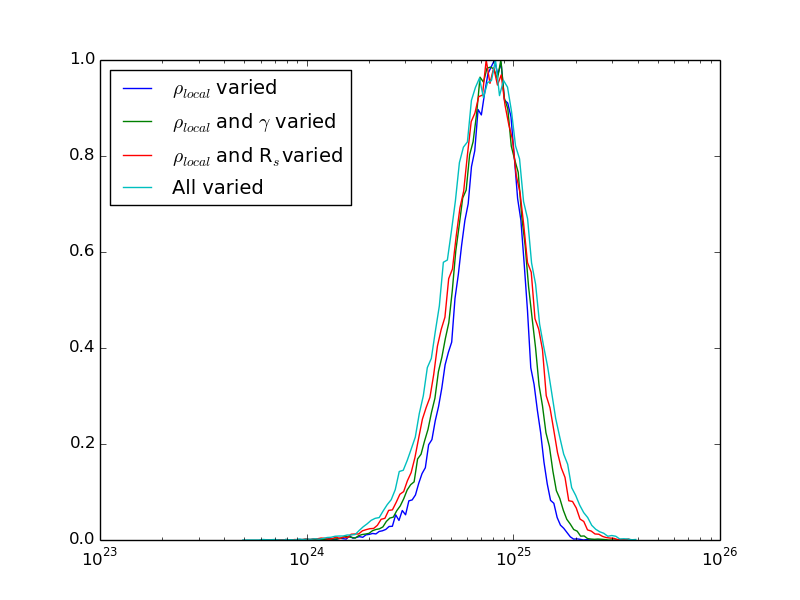 1.0
0.8
0.6
0.4
0.2
0.0
ρ_local varied
ρ_local and γ varied
ρ_local and R_s varied
All varied
10^23
10^24
10^25
10^26